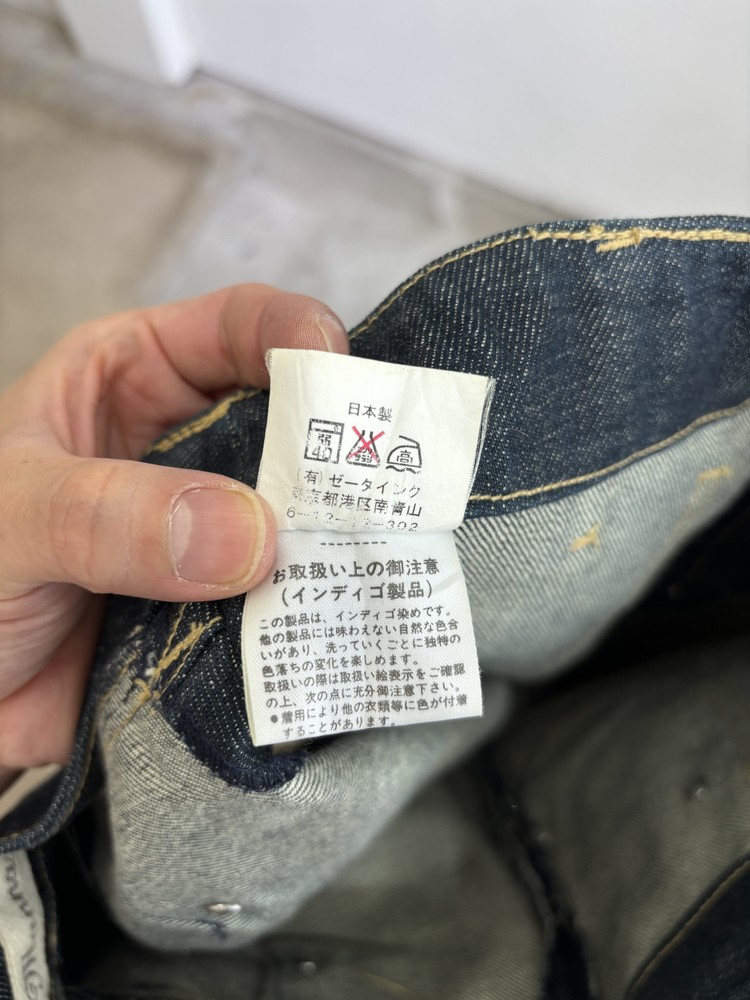 日本製
弱
40
高
(有)ゼータイング
東京都港区南青山
お取扱い上の御注意
(インディゴ製品)
この製品は、インディゴ染めです。
他の製品には味わえない自然な色合
いがあり、洗っていくごとに独特の
色落ちの変化を楽しめます。
取扱いの際は取扱い絵表示をご確認
の上、次の点に充分御注意下さい。
●着用により他の衣類等に色が付着
することがあります。